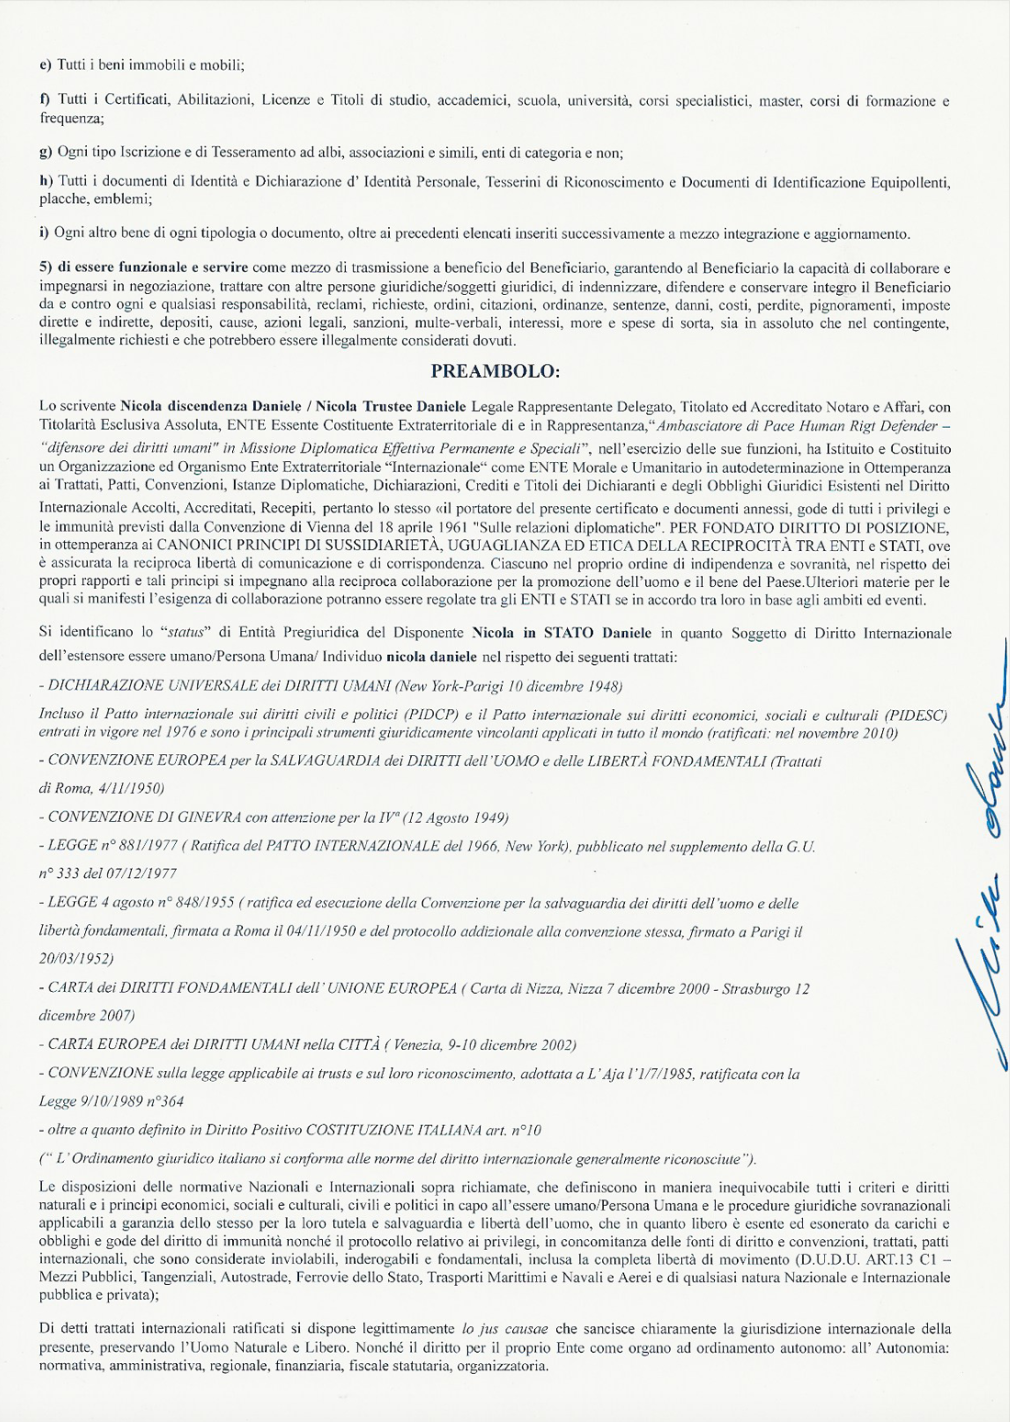 e) Tutti i beni immobili e mobili;
f) Tutti i Certificati, Abilitazioni, Licenze e Titoli di studio, accademici, scuola, università, corsi specialistici, master, corsi di formazione e
frequenza;
g) Ogni tipo Iscrizione e di Tesseramento ad albi, associazioni e simili, enti di categoria e non;
h) Tutti i documenti di Identità e Dichiarazione d' Identità Personale, Tesserini di Riconoscimento e Documenti di Identificazione Equipollenti,
placche, emblemi;
i) Ogni altro bene di ogni tipologia o documento, oltre ai precedenti elencati inseriti successivamente a mezzo integrazione e aggiornamento.
5) di essere funzionale e servire come mezzo di trasmissione a beneficio del Beneficiario, garantendo al Beneficiario la capacità di collaborare e
impegnarsi in negoziazione, trattare con altre persone giuridiche/soggetti giuridici, di indennizzare, difendere e conservare integro il Beneficiario
da e contro ogni e qualsiasi responsabilità, reclami, richieste, ordini, citazioni, ordinanze, sentenze, danni, costi, perdite, pignoramenti, imposte
dirette e indirette, depositi, cause, azioni legali, sanzioni, multe-verbali, interessi, more e spese di sorta, sia in assoluto che nel contingente,
illegalmente richiesti e che potrebbero essere illegalmente considerati dovuti.
PREAMBOLO:
Lo scrivente Nicola discendenza Daniele / Nicola Trustee Daniele Legale Rappresentante Delegato, Titolato ed Accreditato Notaro e Affari, con
Titolarità Esclusiva Assoluta, ENTE Essente Costituente Extraterritoriale di e in Rappresentanza,“Ambasciatore di Pace Human Rigt Defender –
“difensore dei diritti umani" in Missione Diplomatica Effettiva Permanente e Speciali”, nell'esercizio delle sue funzioni, ha Istituito e Costituito
un Organizzazione ed Organismo Ente Extraterritoriale “Internazionale“ come ENTE Morale e Umanitario in autodeterminazione in Ottemperanza
ai Trattati, Patti, Convenzioni, Istanze Diplomatiche, Dichiarazioni, Crediti e Titoli dei Dichiaranti e degli Obblighi Giuridici Esistenti nel Diritto
Internazionale Accolti, Accreditati, Recepiti, pertanto lo stesso «il portatore del presente certificato e documenti annessi, gode di tutti i privilegi e
le immunità previsti dalla Convenzione di Vienna del 18 aprile 1961 "Sulle relazioni diplomatiche". PER FONDATO DIRITTO DI POSIZIONE,
in ottemperanza ai CANONICI PRINCIPI DI SUSSIDIARIETÀ, UGUAGLIANZA ED ETICA DELLA RECIPROCITÀ TRA ENTI e STATI, ove
è assicurata la reciproca libertà di comunicazione e di corrispondenza. Ciascuno nel proprio ordine di indipendenza e sovranità, nel rispetto dei
propri rapporti e tali principi si impegnano alla reciproca collaborazione per la promozione dell'uomo e il bene del Paese.Ulteriori materie per le
quali si manifesti l'esigenza di collaborazione potranno essere regolate tra gli ENTI e STATI se in accordo tra loro in base agli ambiti ed eventi.
Si identificano lo “status” di Entità Pregiuridica del Disponente Nicola in STATO Daniele in quanto Soggetto di Diritto Internazionale
dell'estensore essere umano/Persona Umana/ Individuo nicola daniele nel rispetto dei seguenti trattati:
- DICHIARAZIONE UNIVERSALE dei DIRITTI UMANI (New York-Parigi 10 dicembre 1948)
Incluso il Patto internazionale sui diritti civili e politici (PIDCP) e il Patto internazionale sui diritti economici, sociali e culturali (PIDESC)
entrati in vigore nel 1976 e sono i principali strumenti giuridicamente vincolanti applicati in tutto il mondo (ratificati: nel novembre 2010)
- CONVENZIONE EUROPEA per la SALVAGUARDIA dei DIRITTI dell'UOMO e delle LIBERTÀ FONDAMENTALI (Trattati
di Roma, 4/11/1950)
- CONVENZIONE DI GINEVRA con attenzione per la IVª (12 Agosto 1949)
- LEGGE n° 881/1977 ( Ratifica del PATTO INTERNAZIONALE del 1966, New York), pubblicato nel supplemento della G.U.
n° 333 del 07/12/1977
- LEGGE 4 agosto n° 848/1955 ( ratifica ed esecuzione della Convenzione per la salvaguardia dei diritti dell'uomo e delle
libertà fondamentali, firmata a Roma il 04/11/1950 e del protocollo addizionale alla convenzione stessa, firmato a Parigi il
20/03/1952)
- CARTA dei DIRITTI FONDAMENTALI dell' UNIONE EUROPEA ( Carta di Nizza, Nizza 7 dicembre 2000 - Strasburgo 12
dicembre 2007)
- CARTA EUROPEA dei DIRITTI UMANI nella CITTÀ ( Venezia, 9-10 dicembre 2002)
- CONVENZIONE sulla legge applicabile ai trusts e sul loro riconoscimento, adottata a L'Aja l'1/7/1985, ratificata con la
Legge 9/10/1989 n°364
- oltre a quanto definito in Diritto Positivo COSTITUZIONE ITALIANA art. n°10
(“ L'Ordinamento giuridico italiano si conforma alle norme del diritto internazionale generalmente riconosciute”).
Le disposizioni delle normative Nazionali e Internazionali sopra richiamate, che definiscono in maniera inequivocabile tutti i criteri e diritti
naturali e i principi economici, sociali e culturali, civili e politici in capo all'essere umano/Persona Umana e le procedure giuridiche sovranazionali
applicabili a garanzia dello stesso per la loro tutela e salvaguardia e libertà dell'uomo, che in quanto libero è esente ed esonerato da carichi e
obblighi e gode del diritto di immunità nonché il protocollo relativo ai privilegi, in concomitanza delle fonti di diritto e convenzioni, trattati, patti
internazionali, che sono considerate inviolabili, inderogabili e fondamentali, inclusa la completa libertà di movimento (D.U.D.U. ART.13 C1 –
Mezzi Pubblici, Tangenziali, Autostrade, Ferrovie dello Stato, Trasporti Marittimi e Navali e Aerei e di qualsiasi natura Nazionale e Internazionale
pubblica e privata);
Di detti trattati internazionali ratificati si dispone legittimamente lo jus causae che sancisce chiaramente la giurisdizione internazionale della
presente, preservando l'Uomo Naturale e Libero. Nonché il diritto per il proprio Ente come organo ad ordinamento autonomo: all' Autonomia:
normativa, amministrativa, regionale, finanziaria, fiscale statutaria, organizzatoria.